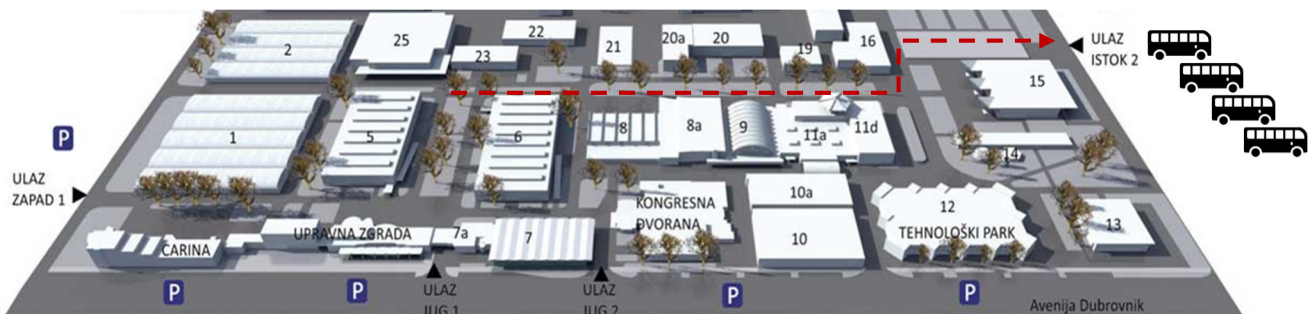 2
25
22
23
21
20a
20
19
16
ULAZ
ISTOK 2
15
P
1
5
6
8
8a
9
11a
11d
14
ULAZ
ZAPAD 1
10a
KONGRESNA
DVORANA
12
TEHNOLOŠKI PARK
13
ČARINA
UPRAVNA ZGRADA
7a
7
10
P
P
ULAZ
JUG 1
ULAZ
JUG 2
P
P
Avenija Dubrovnik